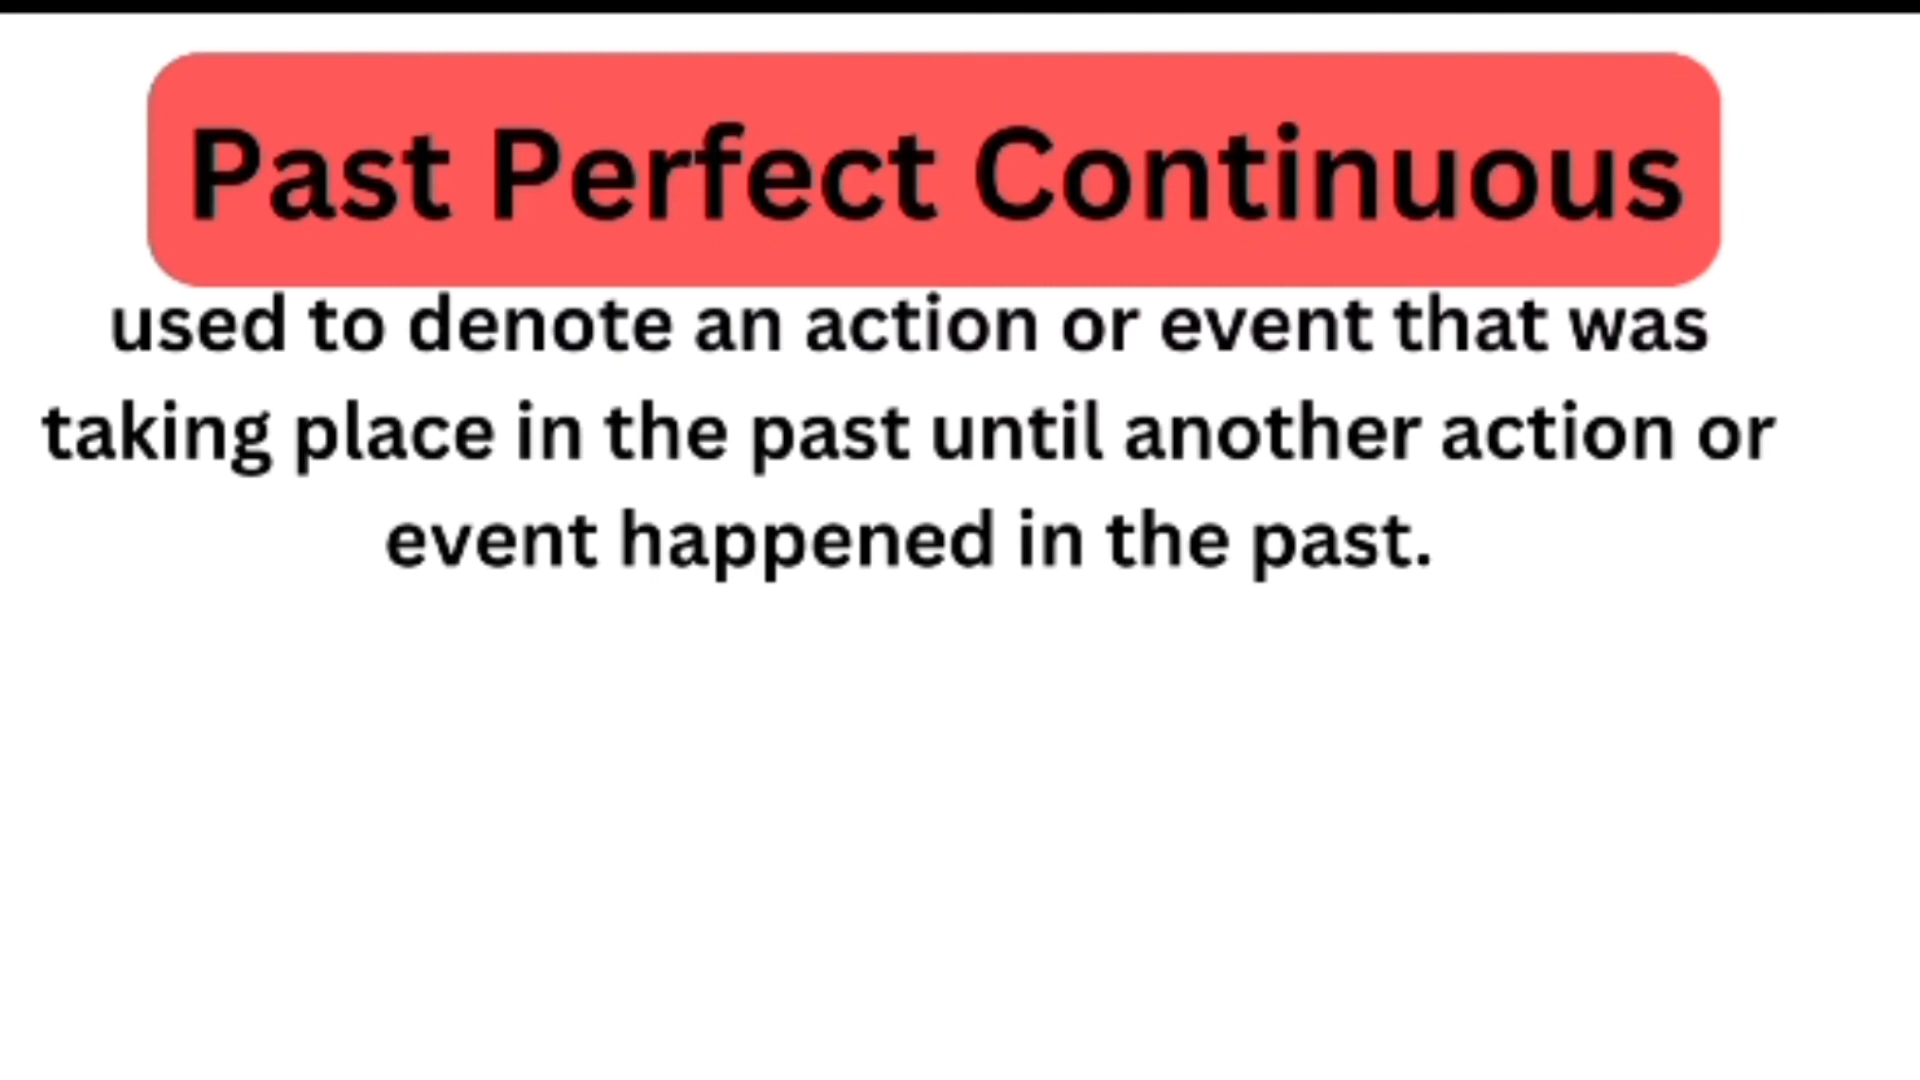 Past Perfect Continuous
used to denote an action or event that was
taking place in the past until another action or
event happened in the past.